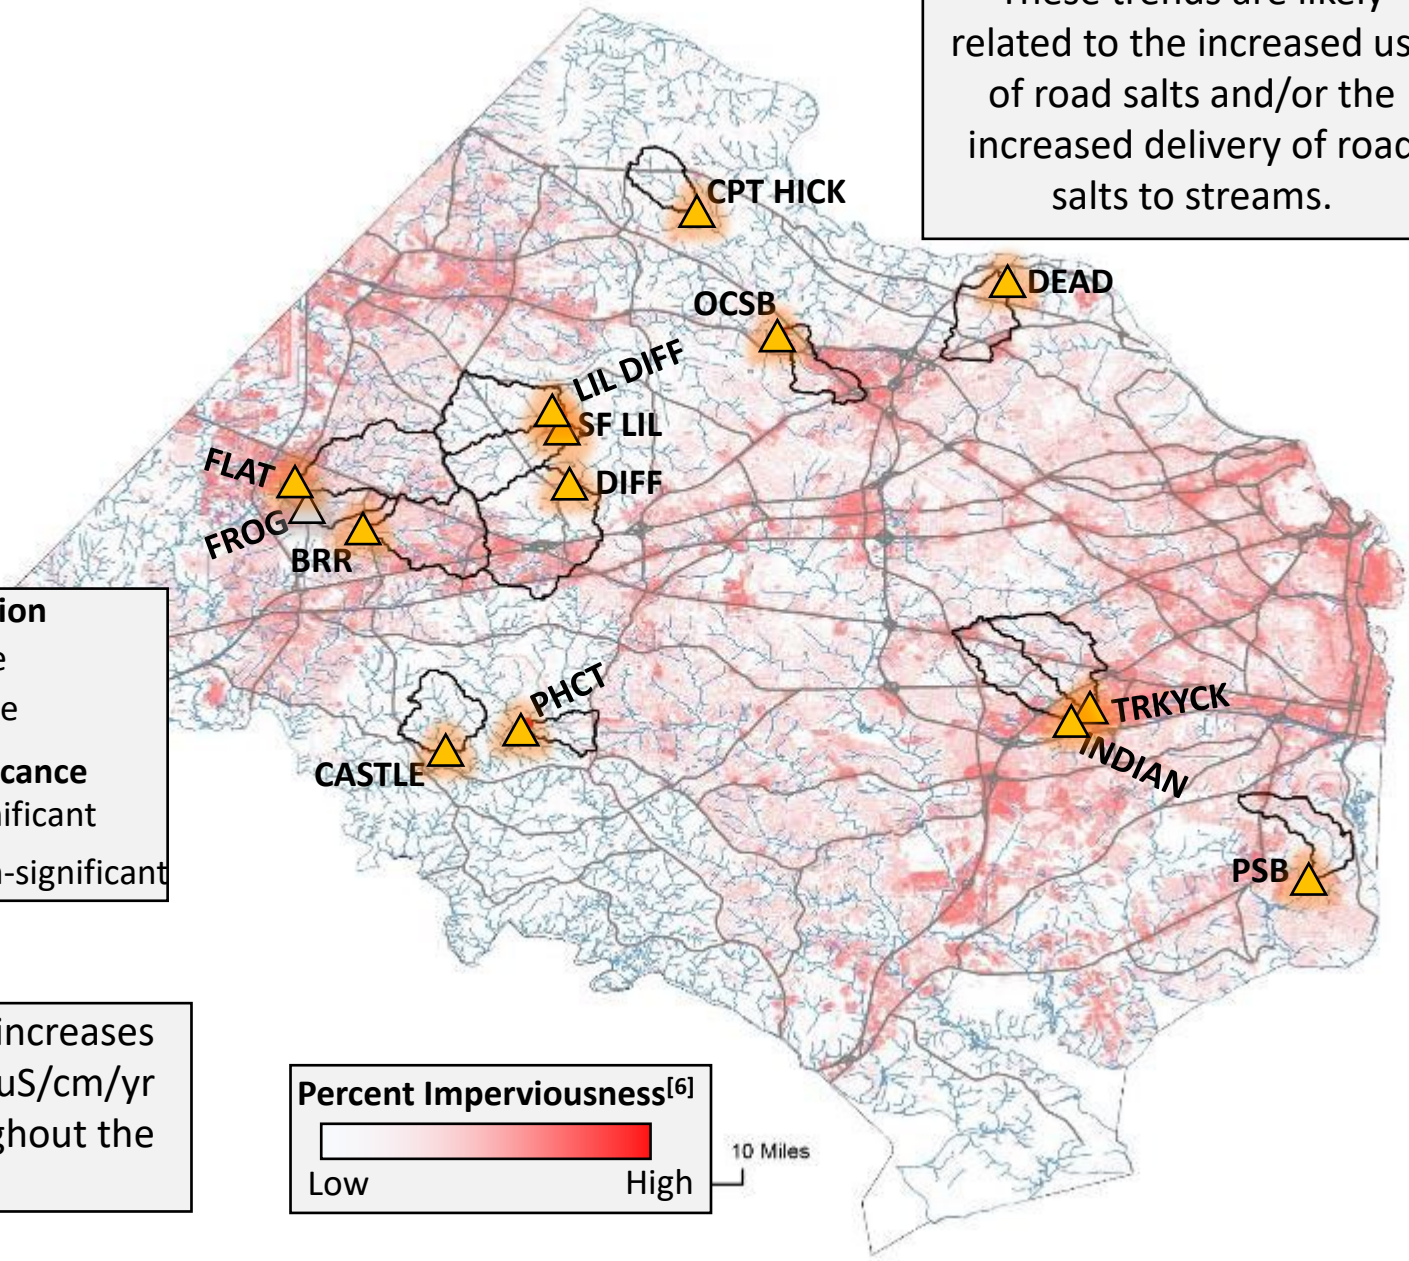 related to the increased us
of road salts and/or the
increased delivery of road
salts to streams.
CPT HICK
DEAD
OCSB
LIL DIFF
SF LIL
FLAT
DIFF
FROG
BRR
PHCT
TRKYCK
CASTLE
INDIAN
PSB
ion
e
e
cance
nificant
-significant
increases
uS/cm/yr
ghout the
Percent Imperviousness[6]
Low
High
10 Miles